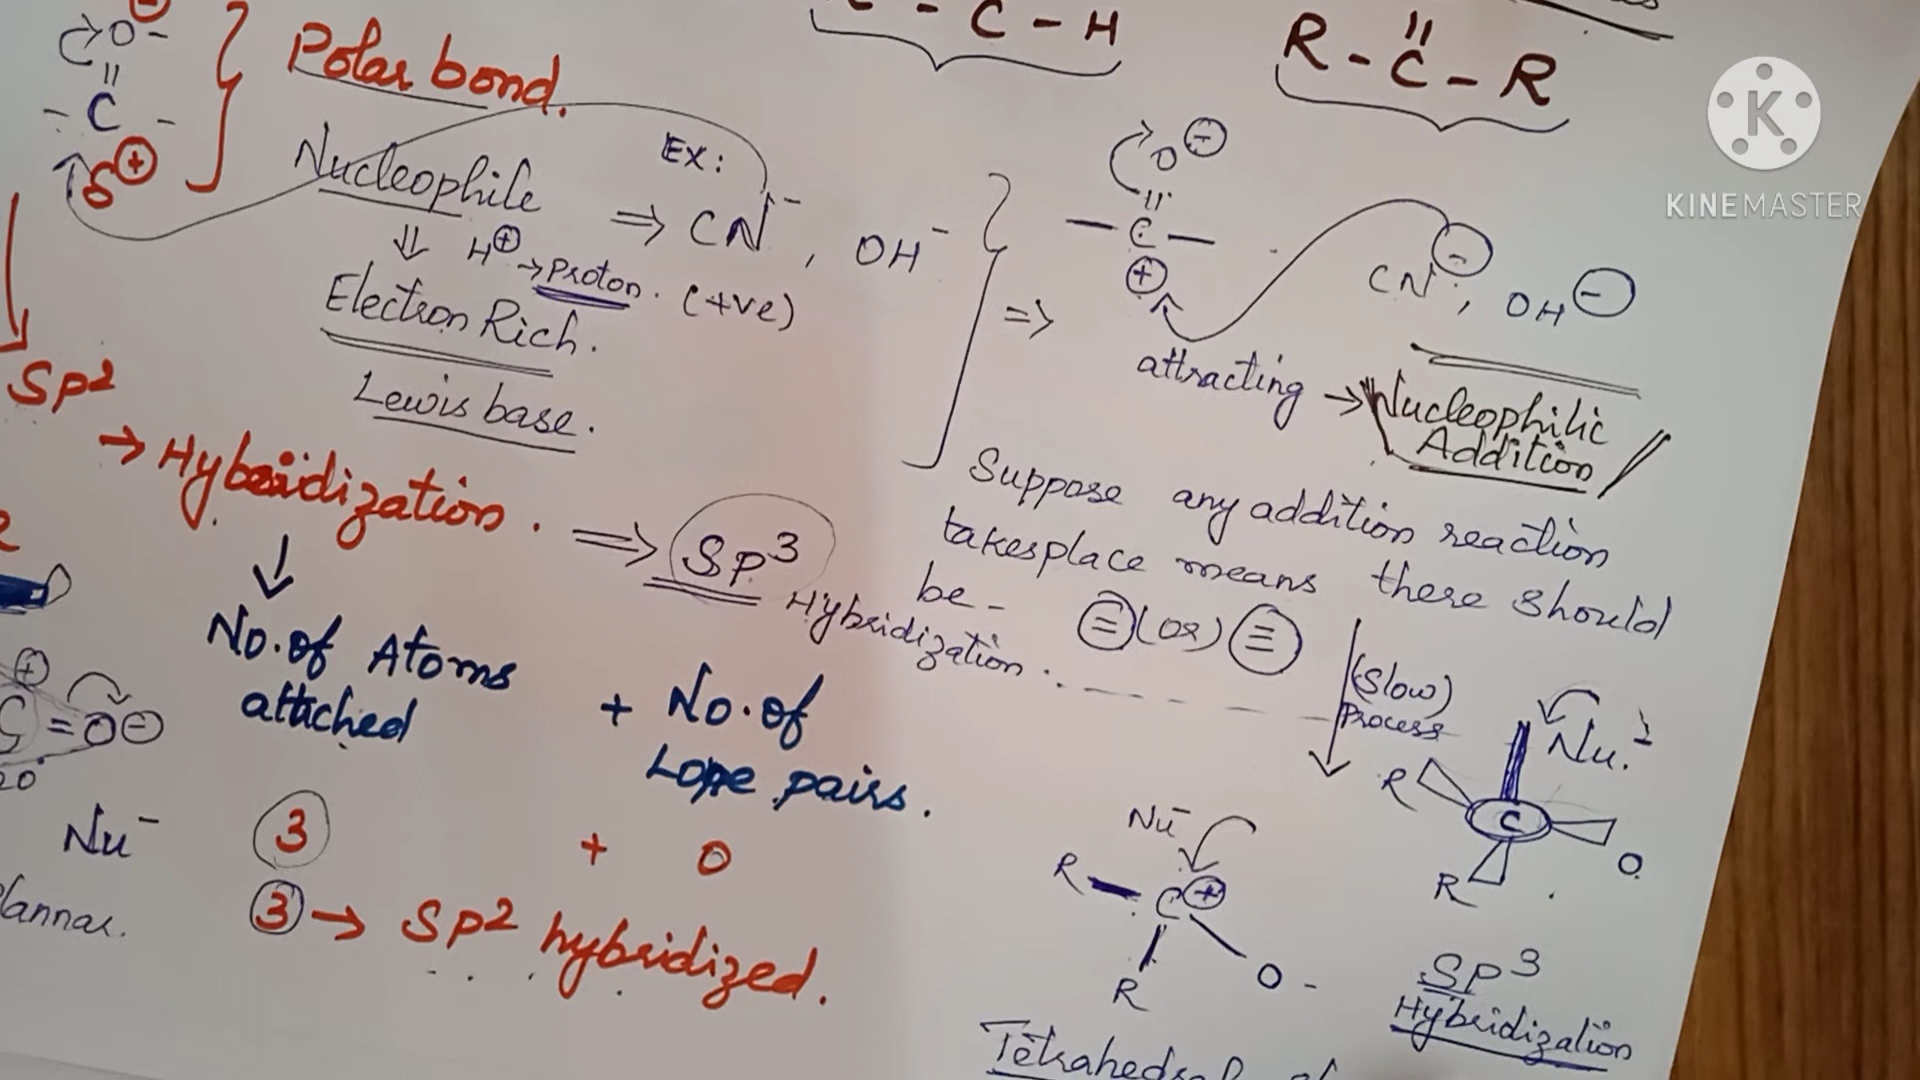 - C - H
R - C - R
O-
Polar bond.
- C -
δ+
KINEMASTER
Nucleophile
Ex:
⇒ CN-, OH-
H+ → Proton. (+ve)
Electron Rich.
Lewis base.
O-
- C -
+
CN-, OH-
attracting → Nucleophilic
Addition
Sp2
→ Hybridization.
⇒ Sp3
Hybridization.
Suppose any addition reaction
takesplace means there should
be - = (or) ≡
(Slow)
Process
No. of Atoms
attached
+ No. of
Lone pairs.
C = O-
+
Nu-
3 + 0
3 → Sp2 hybridized.
Nu-
R
C+
R
O -
Nu:-
R
C
R
O
Sp3
Hybridization
Tetrahedral